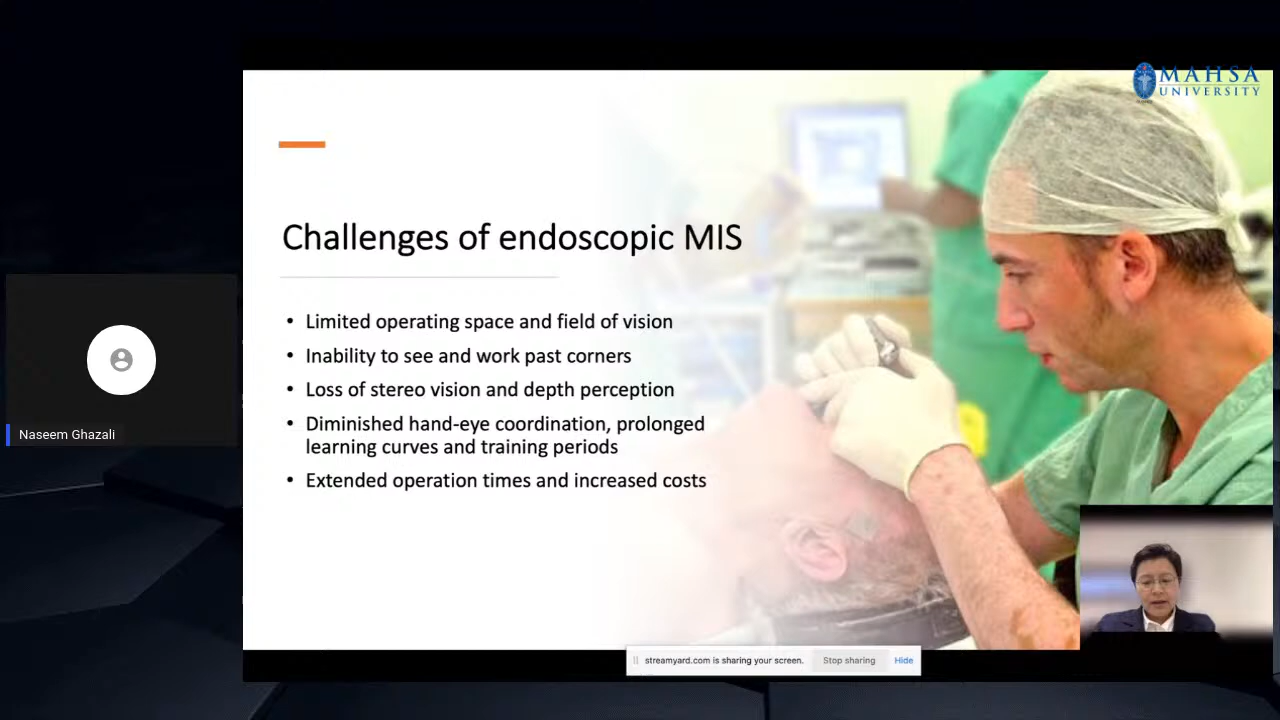 MAHSA
UNIVERSITY
Challenges of endoscopic MIS
• Limited operating space and field of vision
• Inability to see and work past corners
• Loss of stereo vision and depth perception
• Diminished hand-eye coordination, prolonged
learning curves and training periods
• Extended operation times and increased costs
Naseem Ghazali
streamyard.com is sharing your screen. Stop sharing Hide